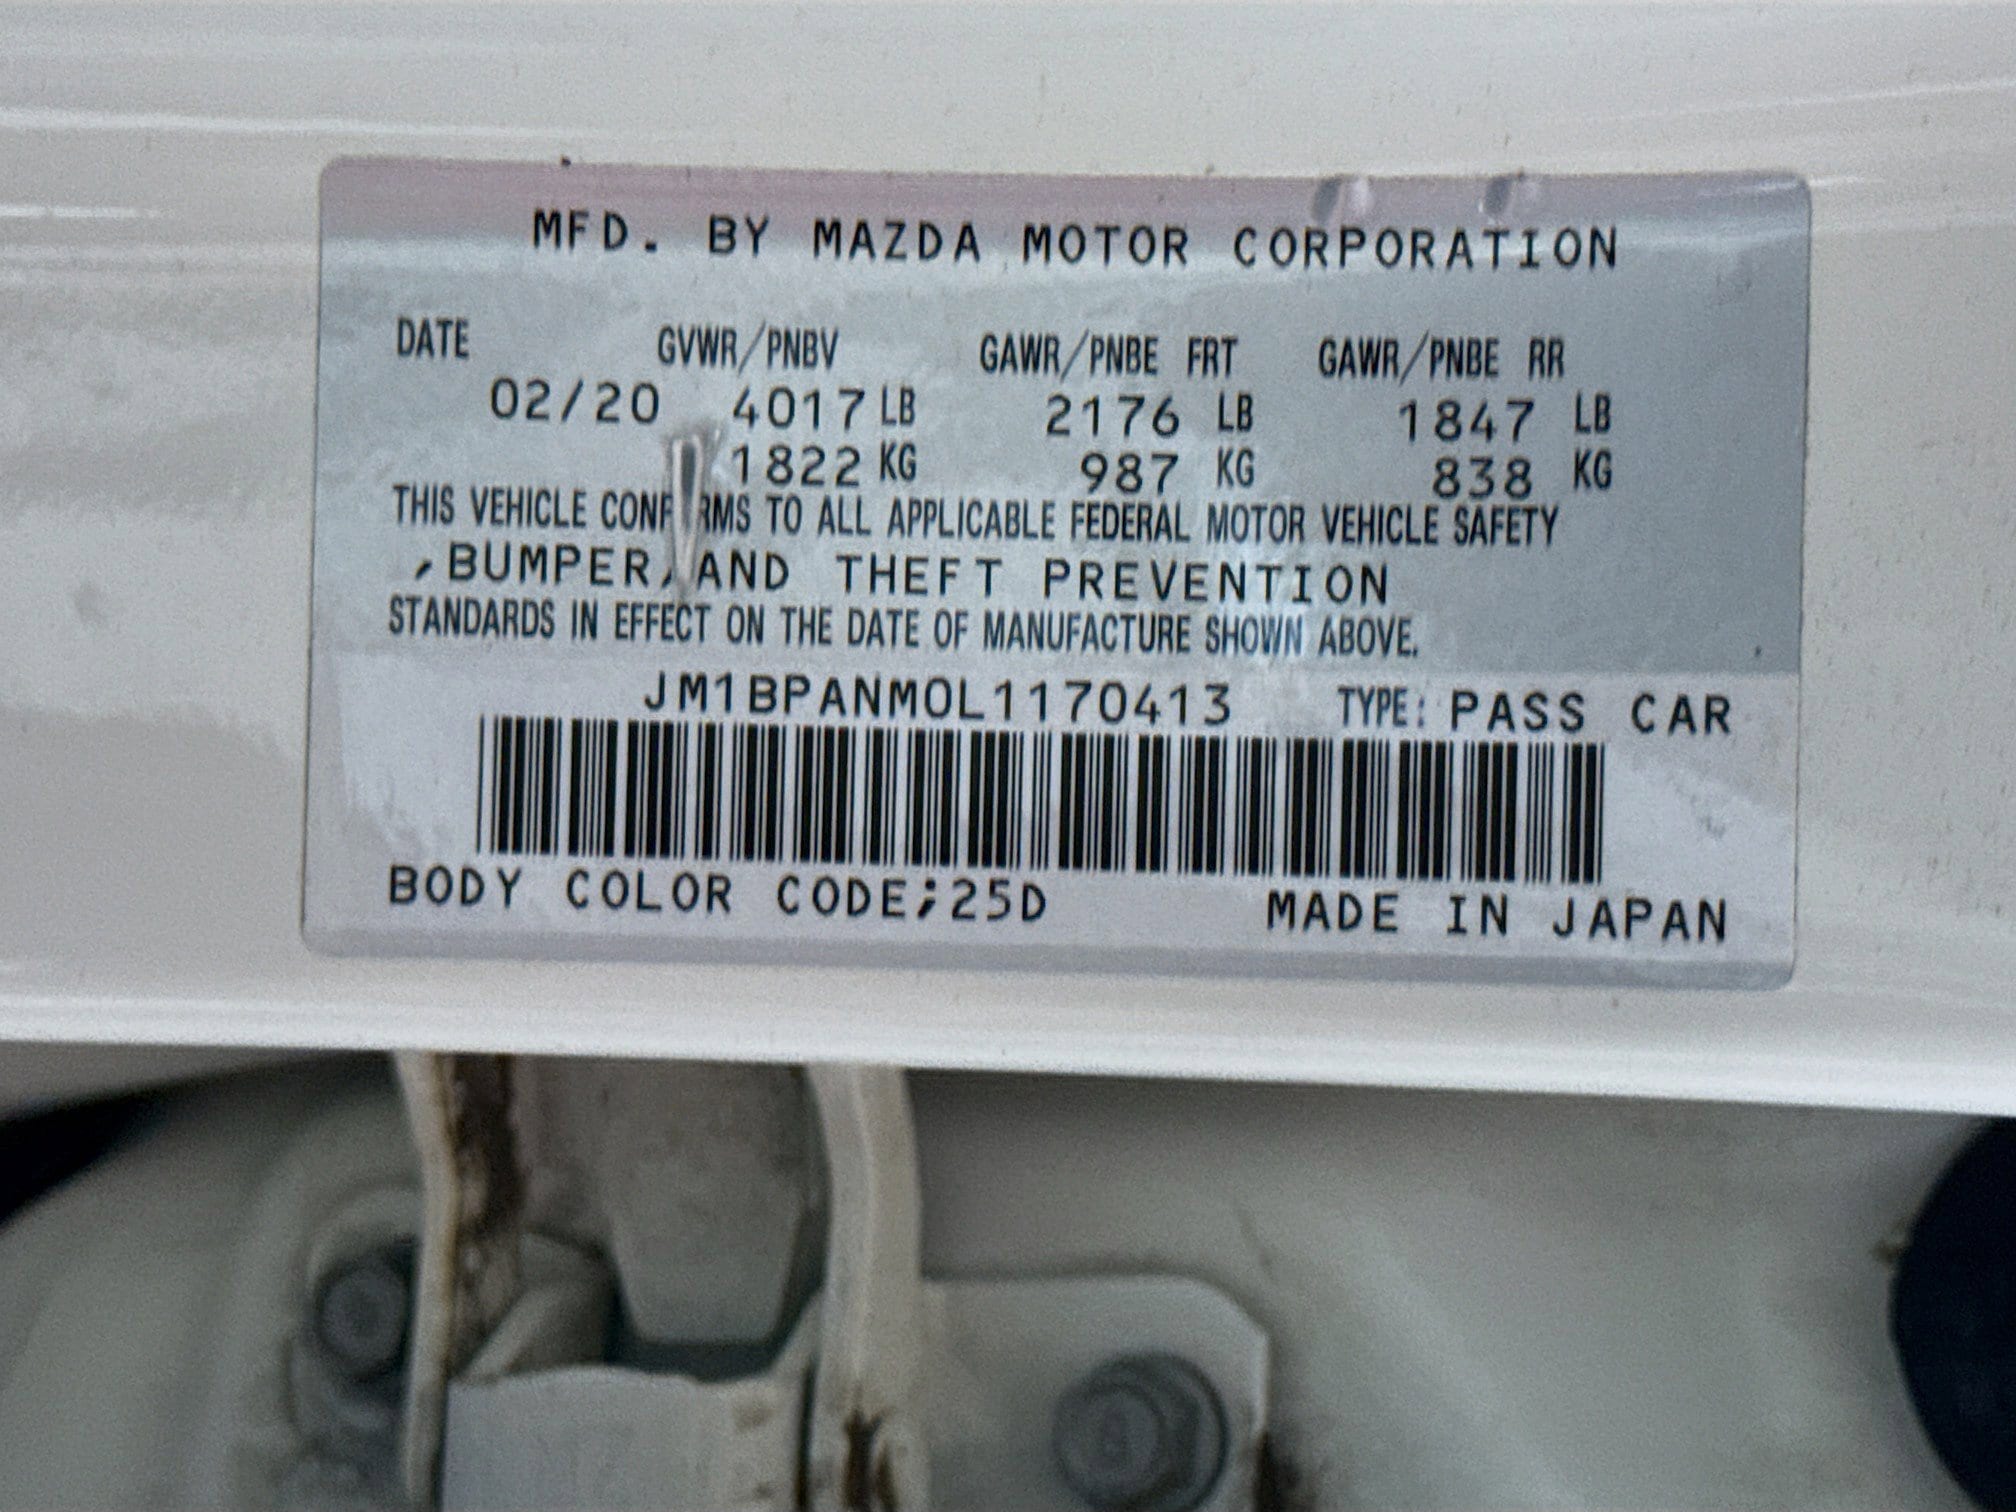 MFD. BY MAZDA MOTOR CORPORATION
DATE GVWR/PNBV GAWR/PNBE FRT GAWR/PNBE RR
02/20 4017 LB 2176 LB 1847 LB
1822 KG 987 KG 838 KG
THIS VEHICLE CONF RMS TO ALL APPLICABLE FEDERAL MOTOR VEHICLE SAFETY
,BUMPER,AND THEFT PREVENTION
STANDARDS IN EFFECT ON THE DATE OF MANUFACTURE SHOWN ABOVE.
JM1BPANM0L1170413 TYPE: PASS CAR
BODY COLOR CODE;25D MADE IN JAPAN